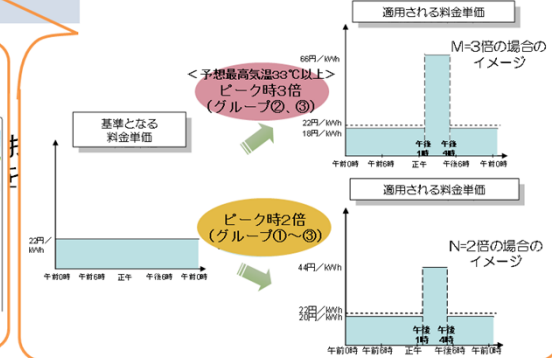 適用される料金単価
66円／kWh
M=3倍の場合の
イメージ
＜予想最高気温33℃以上＞
ピーク時3倍
（グループ②、③）
22円／kWh
18円／kWh
午後
1時
午後
4時
午前0時
午前6時
正午
午後6時
午前0時
基準となる
料金単価
22円／
kWh
午前0時
午前6時
正午
午後6時
午前0時
ピーク時2倍
（グループ①～③）
適用される料金単価
44円／kWh
N=2倍の場合の
イメージ
22円／kWh
20円／kWh
午後
1時
午後
4時
午前0時
午前6時
正午
午後6時
午前0時